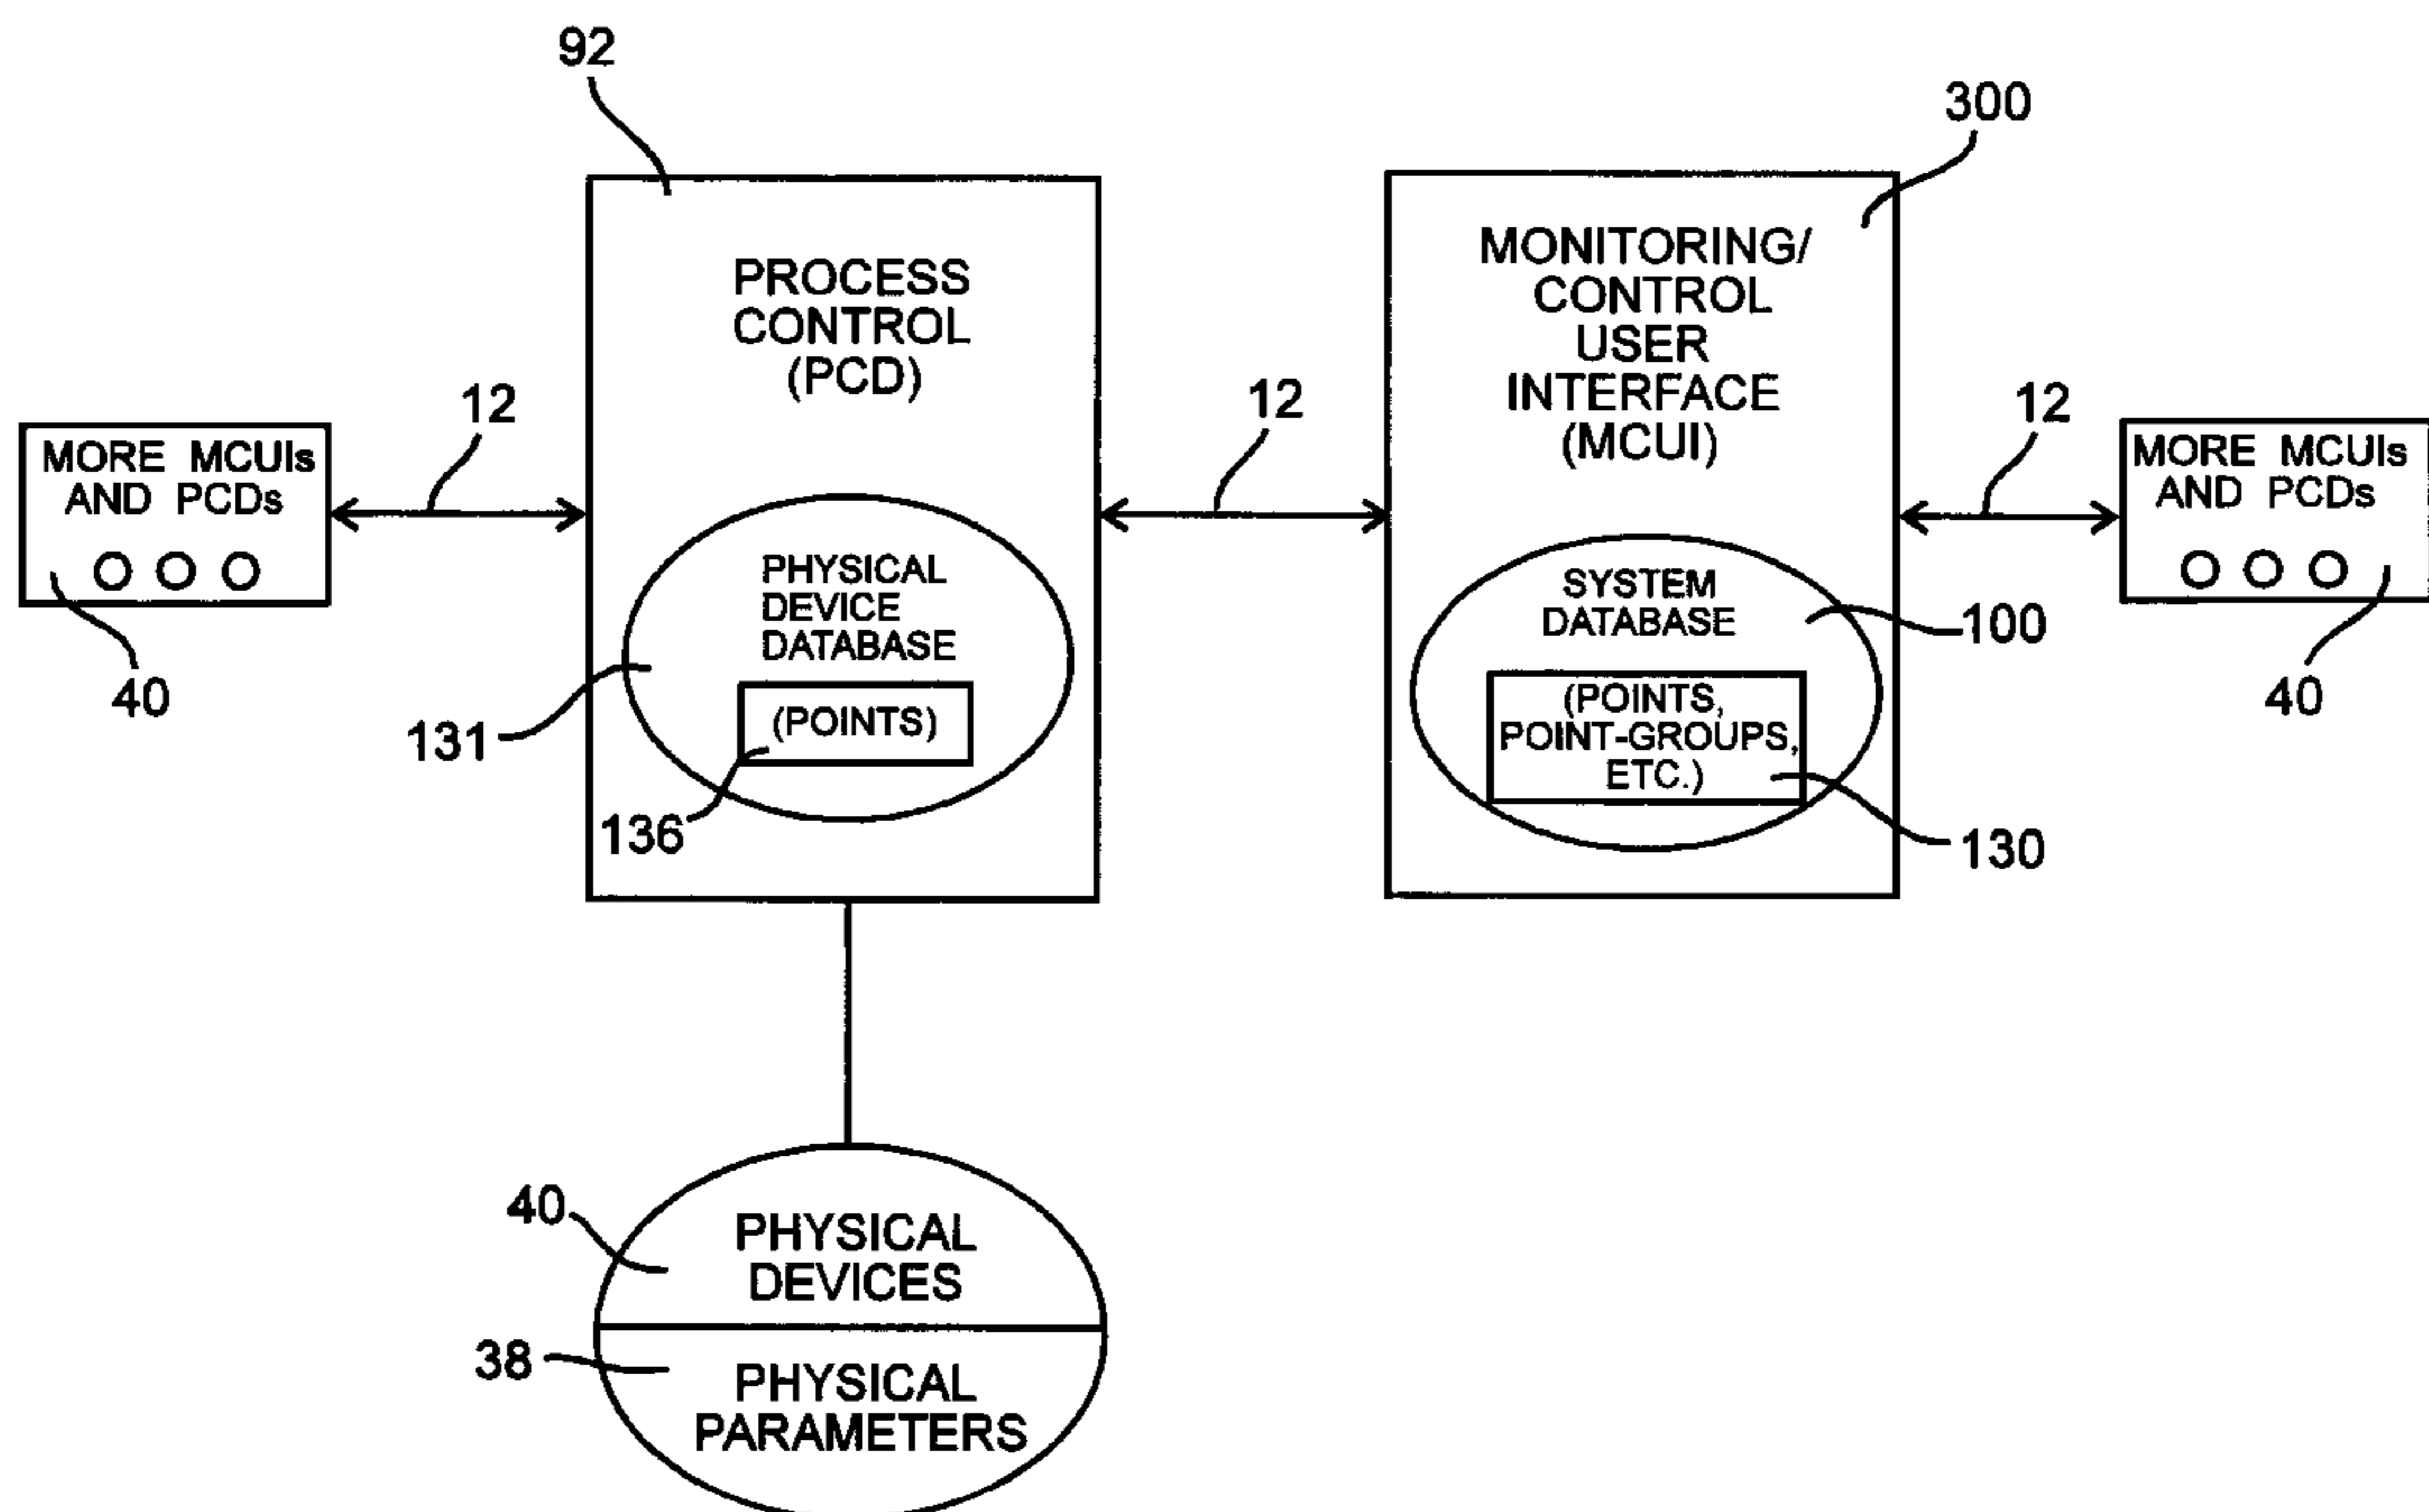 92
300
PROCESS
CONTROL
(PCD)
MONITORING/
CONTROL
USER
INTERFACE
(MCUI)
12
12
12
MORE MCUIs
AND PCDs
40
MORE MCUIs
AND PCDs
40
PHYSICAL
DEVICE
DATABASE
(POINTS)
131
136
SYSTEM
DATABASE
(POINTS,
POINT-GROUPS,
ETC.)
100
130
40
PHYSICAL
DEVICES
38
PHYSICAL
PARAMETERS